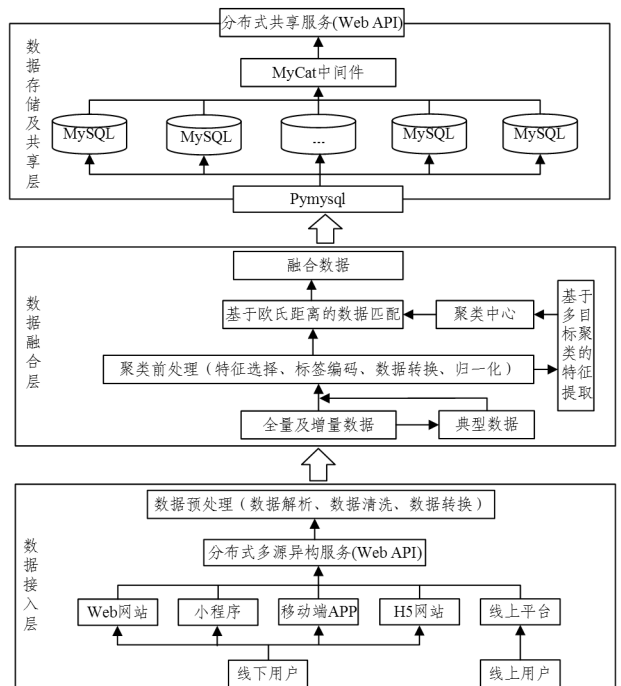 分布式共享服务(Web API)
数据存储及共享层
MyCat中间件
MySQL
MySQL
...
MySQL
MySQL
Pymysql
融合数据
数据融合层
基于欧氏距离的数据匹配
聚类中心
基于多目标聚类的特征提取
聚类前处理（特征选择、标签编码、数据转换、归一化）
全量及增量数据
典型数据
数据预处理（数据解析、数据清洗、数据转换）
数据接入层
分布式多源异构服务(Web API)
Web网站
小程序
移动端APP
H5网站
线上平台
线下用户
线上用户